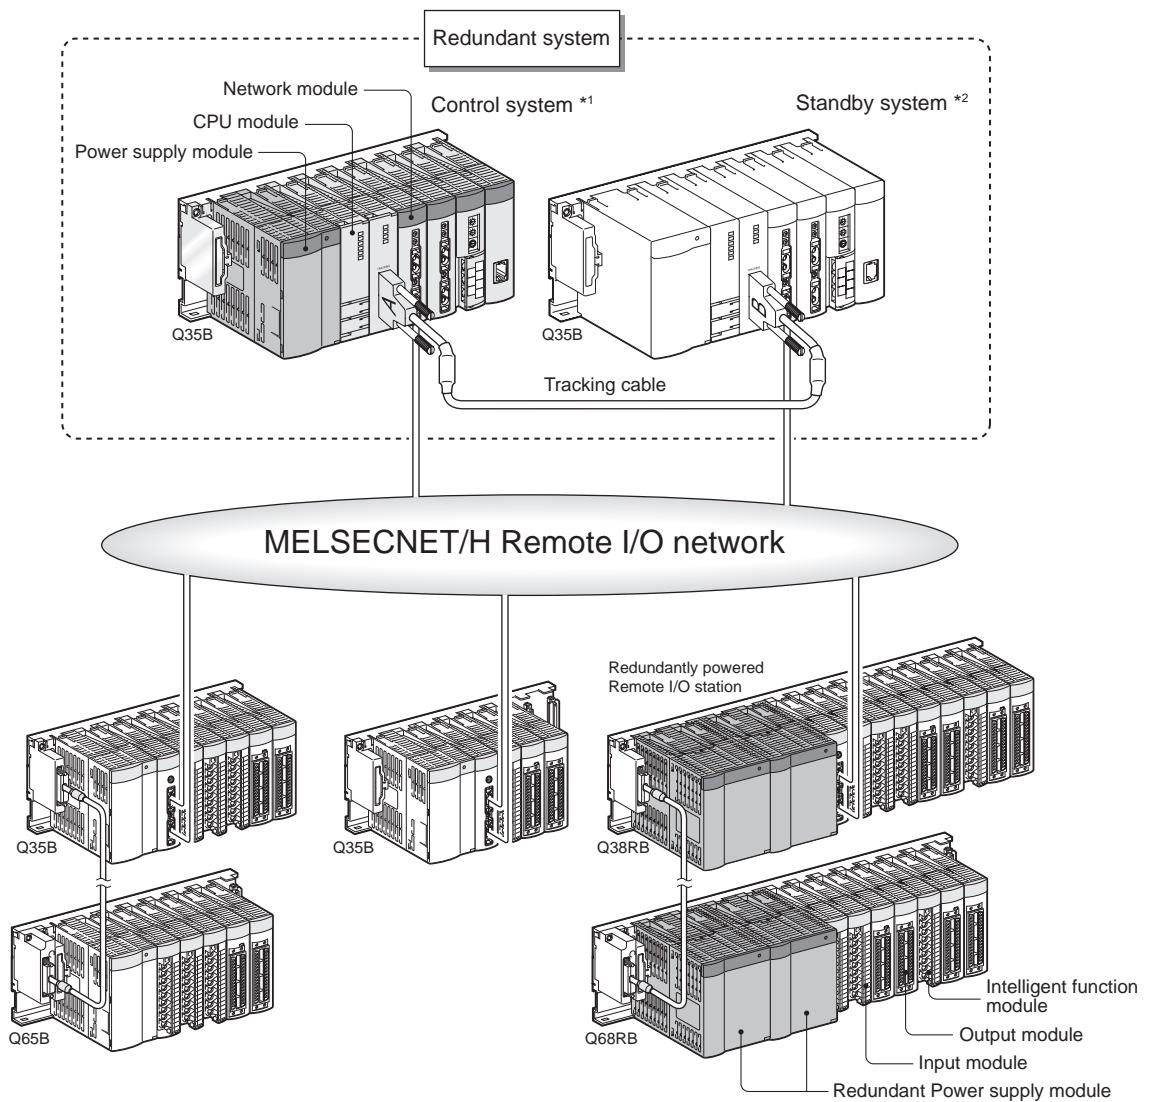 Redundant system
Network module
Control system *1
Standby system *2
CPU module
Power supply module
A
B
Q35B
Q35B
Tracking cable
MELSECNET/H Remote I/O network
Redundantly powered
Remote I/O station
Q35B
Q35B
Q38RB
Intelligent function
module
Q65B
Q68RB
Output module
Input module
Redundant Power supply module